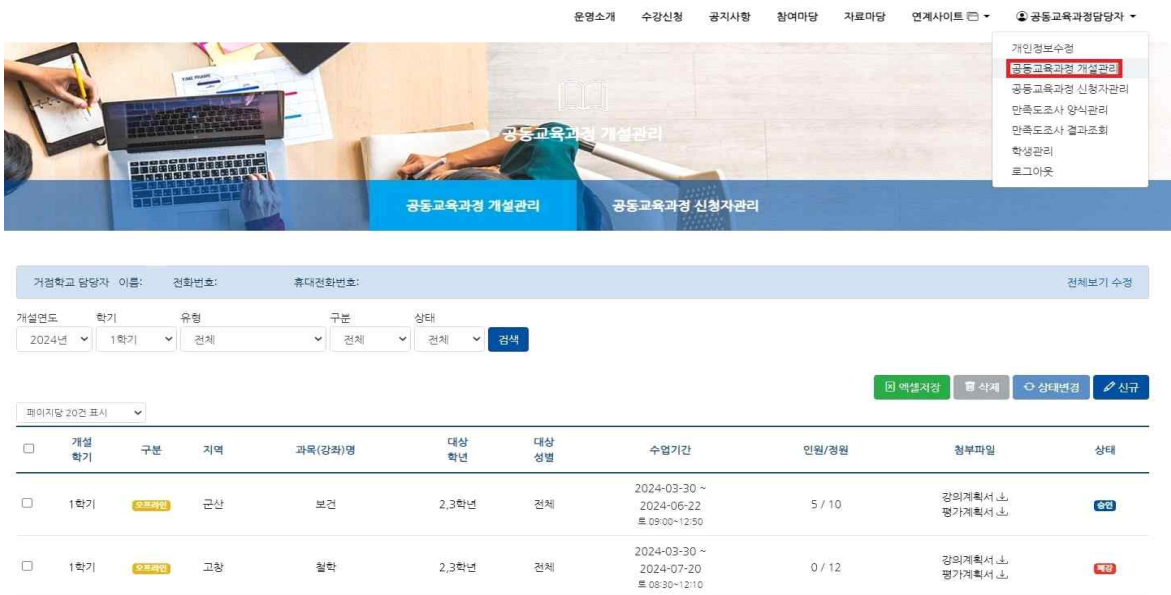 운영소개 수강신청 공지사항 참여마당 자료마당 연계사이트 공동교육과정담당자
개인정보수정
공동교육과정 개설관리
공동교육과정 신청자관리
만족도조사 양식관리
만족도조사 결과조회
학생관리
로그아웃
TIME FRAME
공동교육과정 개설관리
공동교육과정 개설관리 공동교육과정 신청자관리
거점학교 담당자 이름: 전화번호: 휴대전화번호: 전체보기 수정
개설연도 학기 유형 구분 상태
2024년 1학기 전체 전체 전체 검색
엑셀저장 삭제 상태변경 신규
페이지당 20건 표시
개설 대상 대상
구분 지역 과목(강좌)명 수업기간 인원/정원 첨부파일 상태
학기 학년 성별
2024-03-30 ~
강의계획서
1학기 오프라인 군산 보건 2,3학년 전체 2024-06-22 5 / 10 승인
평가계획서
토 09:00~12:50
2024-03-30 ~
강의계획서
1학기 오프라인 고창 철학 2,3학년 전체 2024-07-20 0 / 12 폐강
평가계획서
토 08:30~12:10